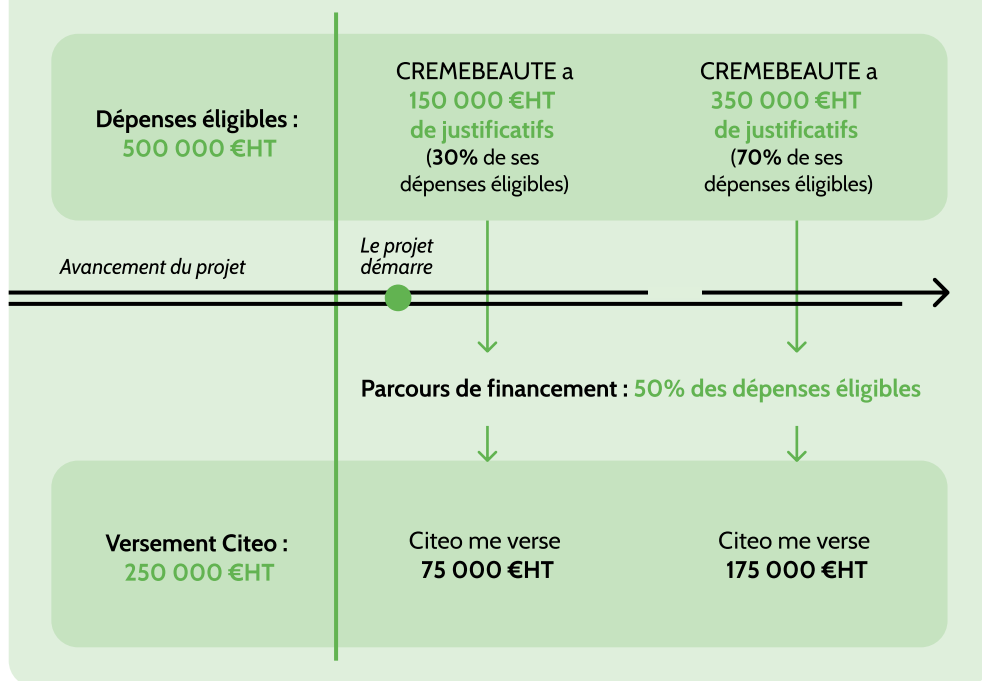 Dépenses éligibles :
500 000 €HT
CREMEBEAUTE a
150 000 €HT
de justificatifs
(30% de ses
dépenses éligibles)
CREMEBEAUTE a
350 000 €HT
de justificatifs
(70% de ses
dépenses éligibles)
Avancement du projet
Le projet
démarre
Parcours de financement : 50% des dépenses éligibles
Versement Citeo :
250 000 €HT
Citeo me verse
75 000 €HT
Citeo me verse
175 000 €HT